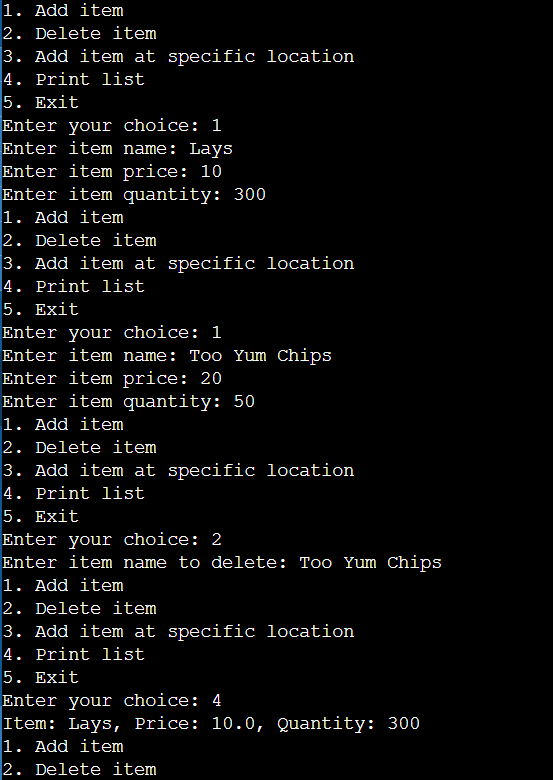 1. Add item
2. Delete item
3. Add item at specific location
4. Print list
5. Exit
Enter your choice: 1
Enter item name: Lays
Enter item price: 10
Enter item quantity: 300
1. Add item
2. Delete item
3. Add item at specific location
4. Print list
5. Exit
Enter your choice: 1
Enter item name: Too Yum Chips
Enter item price: 20
Enter item quantity: 50
1. Add item
2. Delete item
3. Add item at specific location
4. Print list
5. Exit
Enter your choice: 2
Enter item name to delete: Too Yum Chips
1. Add item
2. Delete item
3. Add item at specific location
4. Print list
5. Exit
Enter your choice: 4
Item: Lays, Price: 10.0, Quantity: 300
1. Add item
2. Delete item